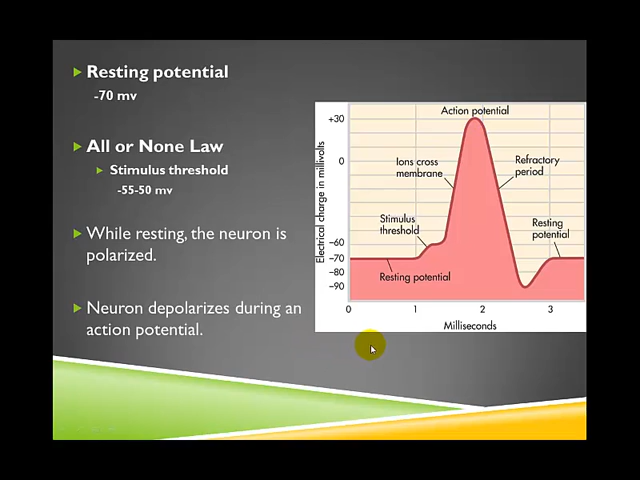 Resting potential
-70 mv
All or None Law
Stimulus threshold
-55-50 mv
While resting, the neuron is
polarized.
Neuron depolarizes during an
action potential.
Action potential
+30
0
−60
−70
−80
−90
Electrical charge in millivolts
Ions cross
membrane
Refractory
period
Stimulus
threshold
Resting
potential
Resting potential
0
1
2
3
Milliseconds